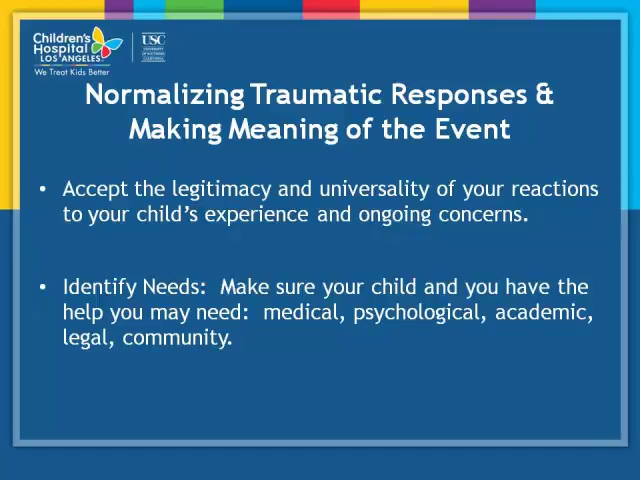 Children's
Hospital
LOS ANGELES
We Treat Kids Better
USC
Normalizing Traumatic Responses &
Making Meaning of the Event
• Accept the legitimacy and universality of your reactions
to your child's experience and ongoing concerns.
• Identify Needs: Make sure your child and you have the
help you may need: medical, psychological, academic,
legal, community.